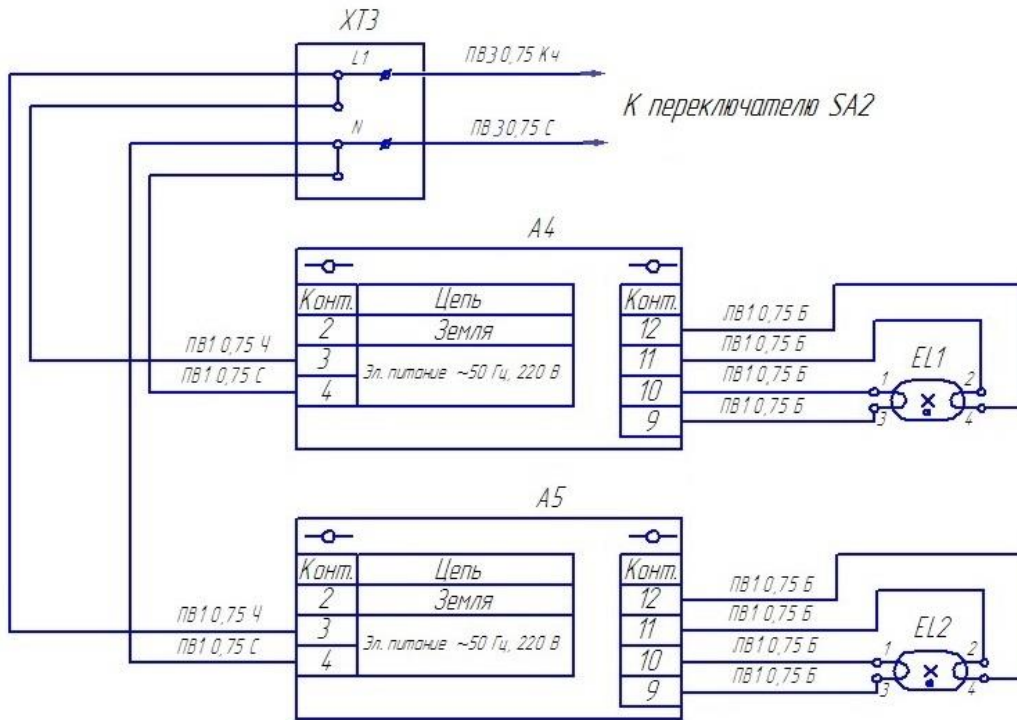 XT3
L1
ПВ3 0,75 Кч
К переключателю SA2
N
ПВ 3 0,75 С
А4
Конт. Цепь Конт.
2 Земля 12
ПВ1 0,75 Б
3 Эл. питание ~50 Гц, 220 В 11
ПВ1 0,75 Ч
ПВ1 0,75 Б
EL1
4 10
ПВ1 0,75 С
ПВ1 0,75 Б
1 2
9
ПВ1 0,75 Б
3 4
А5
Конт. Цепь Конт.
2 Земля 12
ПВ1 0,75 Б
3 Эл. питание ~50 Гц, 220 В 11
ПВ1 0,75 Ч
ПВ1 0,75 Б
EL2
4 10
ПВ1 0,75 С
ПВ1 0,75 Б
1 2
9
ПВ1 0,75 Б
3 4